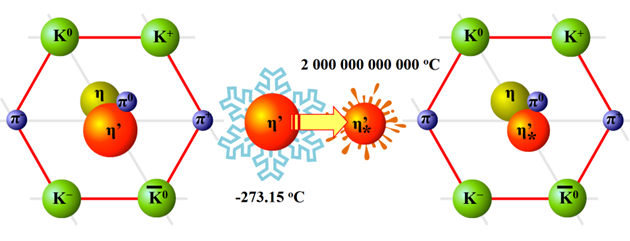 K⁰ K⁺
η π⁰
π⁻ η' π⁺
K⁻ K̅⁰
2 000 000 000 000 °C
η' η'*
-273.15 °C
K⁰ K⁺
η π⁰
π⁻ η'* π⁺
K⁻ K̅⁰